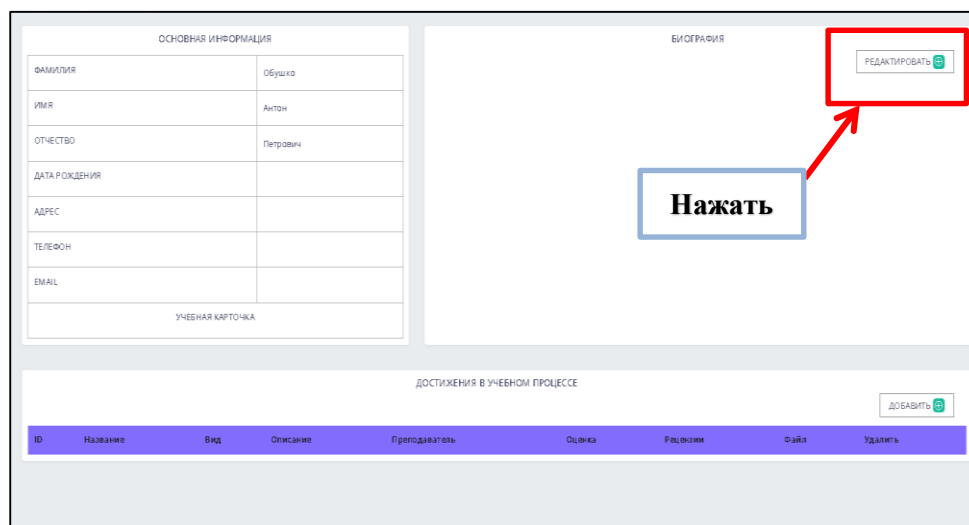 ОСНОВНАЯ ИНФОРМАЦИЯ
ФАМИЛИЯ Обушко
ИМЯ Антон
ОТЧЕСТВО Петрович
ДАТА РОЖДЕНИЯ
АДРЕС
ТЕЛЕФОН
EMAIL
УЧЕБНАЯ КАРТОЧКА
БИОГРАФИЯ
РЕДАКТИРОВАТЬ
Нажать
ДОСТИЖЕНИЯ В УЧЕБНОМ ПРОЦЕССЕ
ДОБАВИТЬ
ID Название Вид Описание Преподаватель Оценка Рецензии Файл Удалить